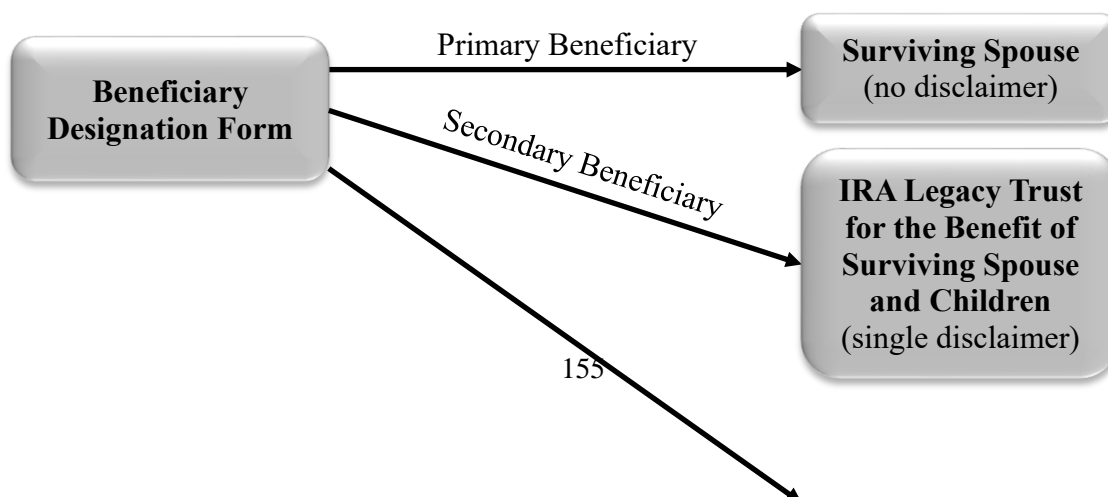 Primary Beneficiary
Surviving Spouse
(no disclaimer)
Beneficiary
Designation Form
Secondary Beneficiary
IRA Legacy Trust
for the Benefit of
Surviving Spouse
and Children
(single disclaimer)
155